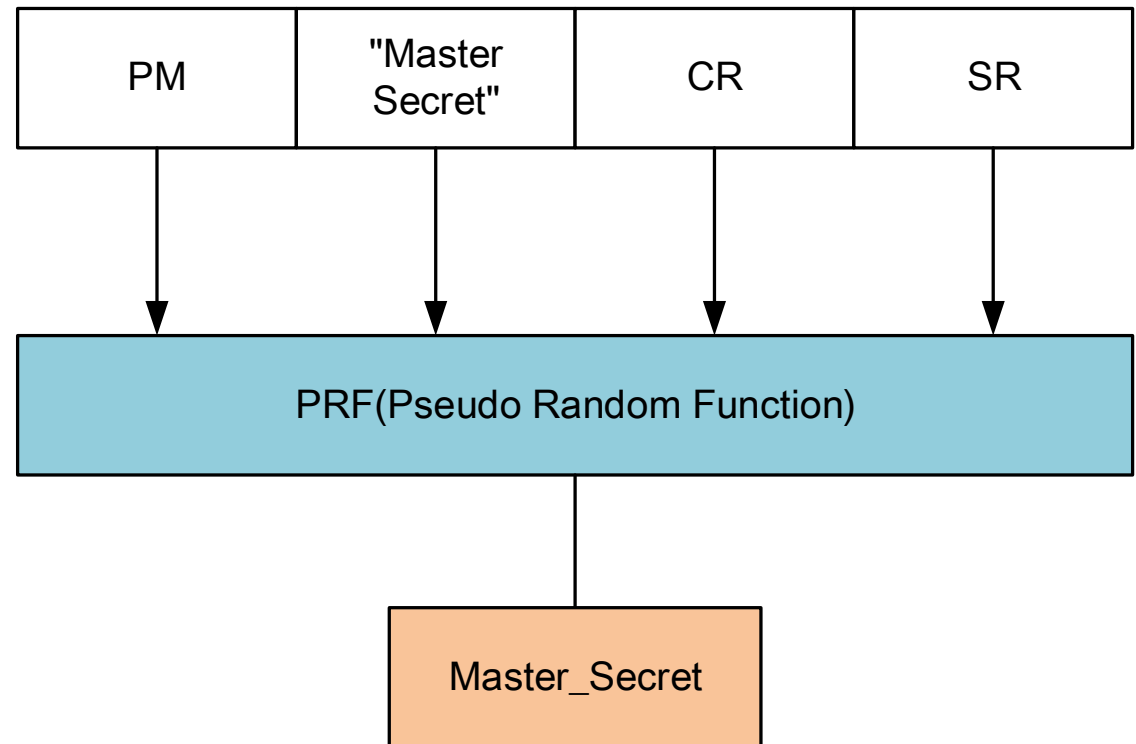 PM
"Master
Secret"
CR
SR
PRF(Pseudo Random Function)
Master_Secret